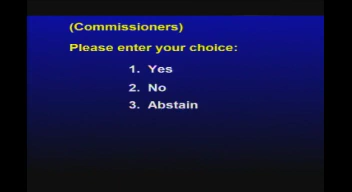 (Commissioners)
Please enter your choice:
1. Yes
2. No
3. Abstain